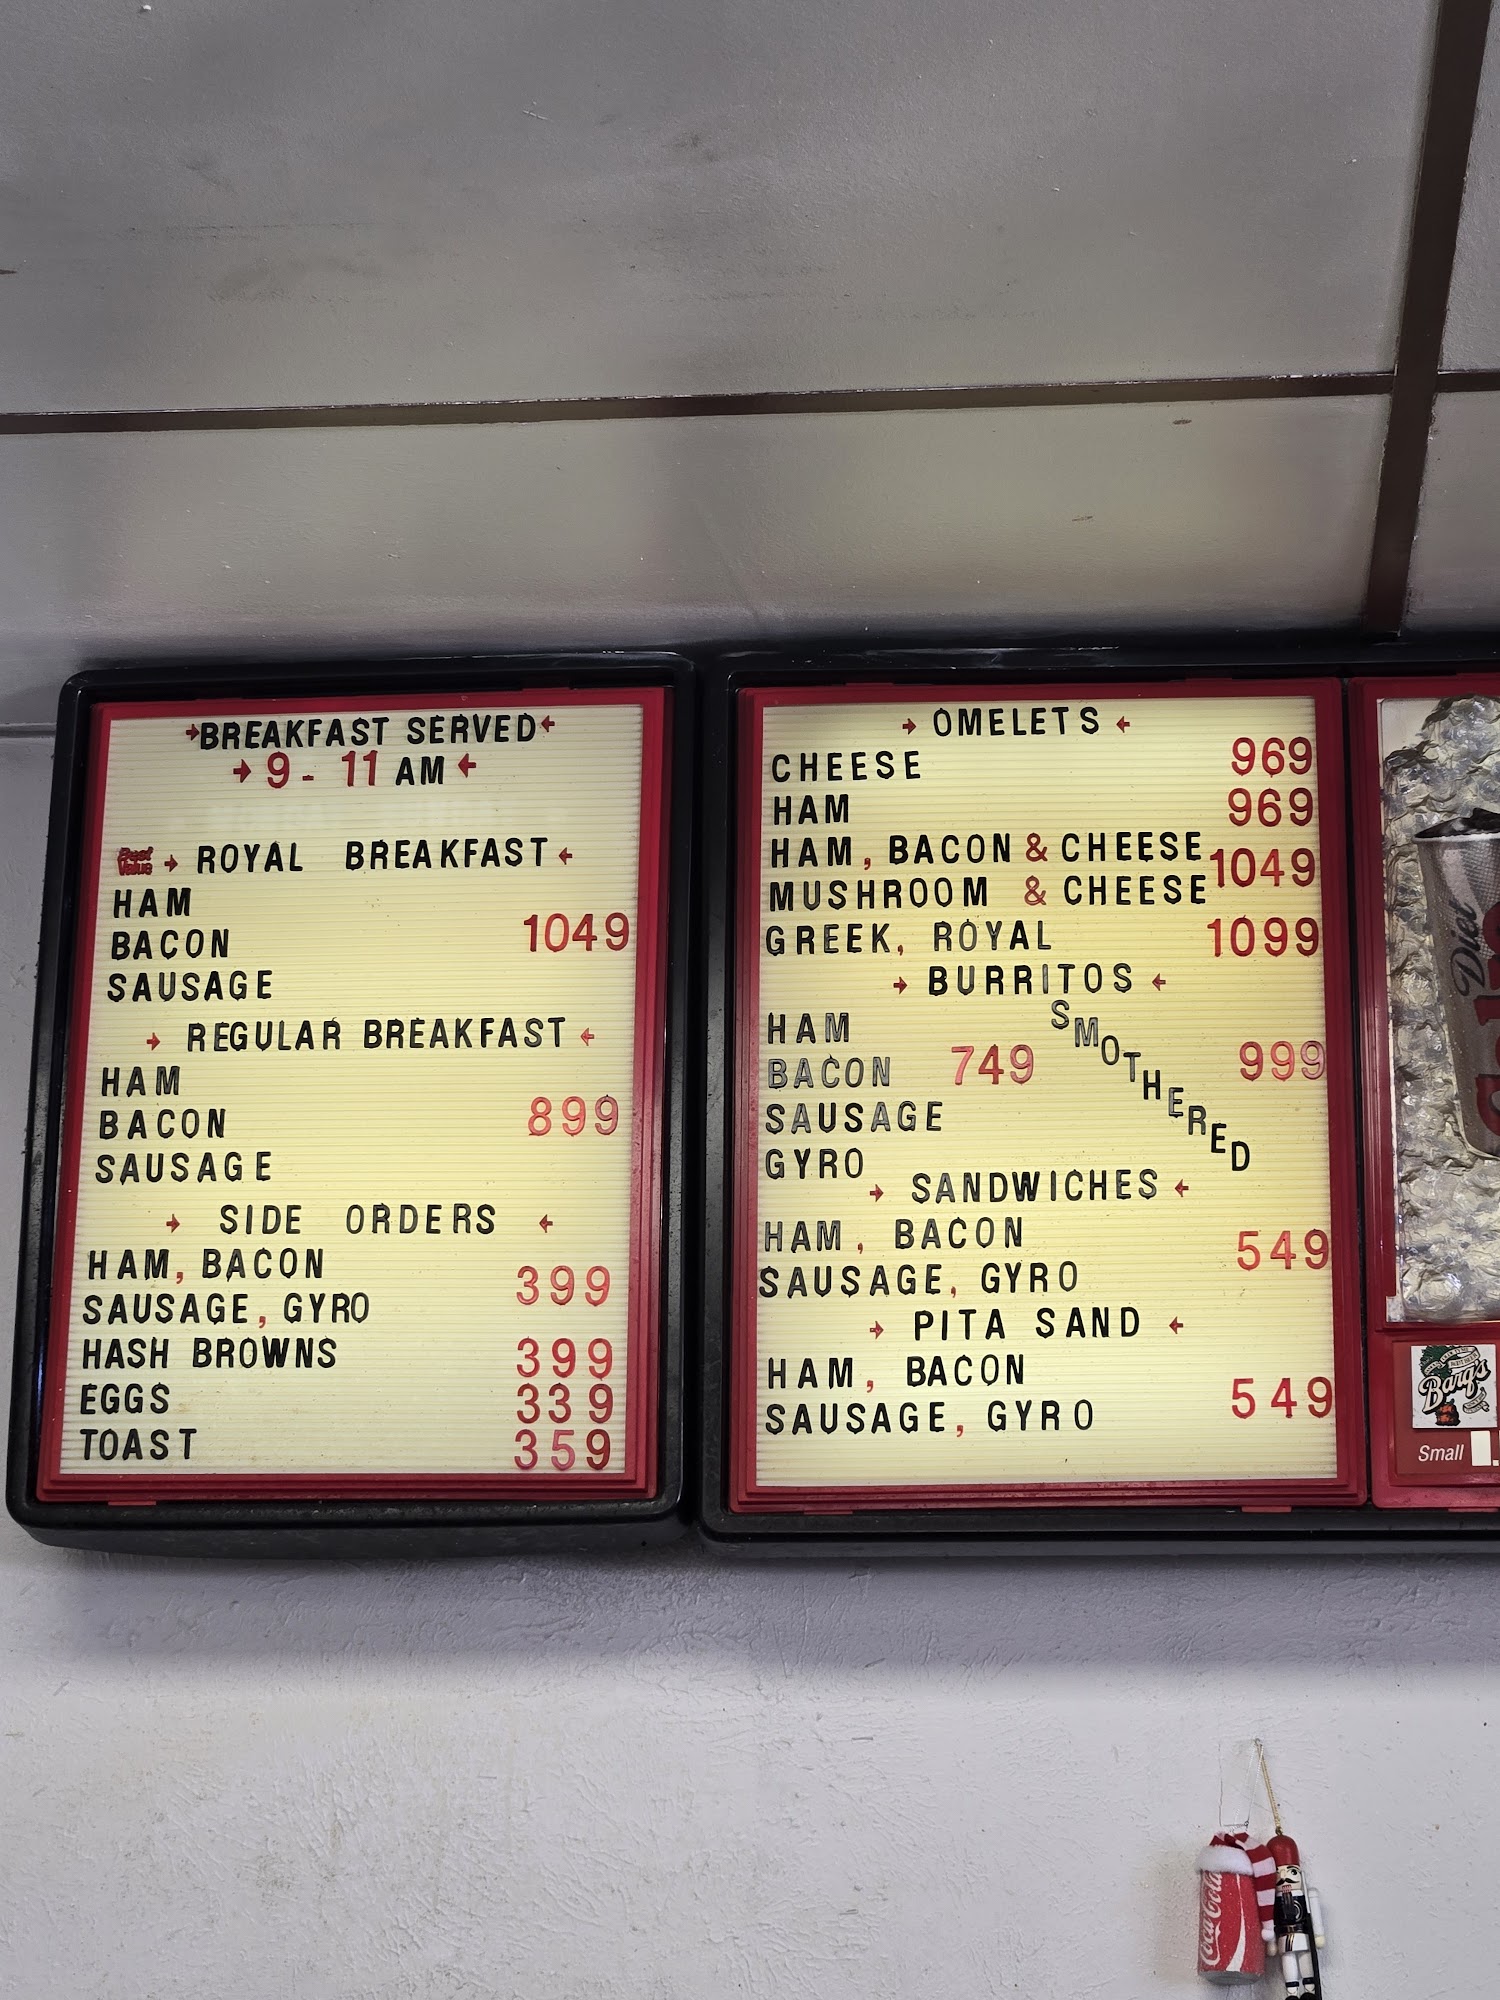 BREAKFAST SERVED
9 - 11 AM
Best Value
ROYAL BREAKFAST
HAM
BACON 1049
SAUSAGE
REGULAR BREAKFAST
HAM
BACON 899
SAUSAGE
SIDE ORDERS
HAM, BACON
SAUSAGE, GYRO 399
HASH BROWNS 399
EGGS 339
TOAST 359
OMELETS
CHEESE 969
HAM 969
HAM, BACON & CHEESE
MUSHROOM & CHEESE 1049
GREEK, ROYAL 1099
BURRITOS
HAM
BACON 749 SMOTHERED 999
SAUSAGE
GYRO
SANDWICHES
HAM, BACON
SAUSAGE, GYRO 549
PITA SAND
HAM, BACON
SAUSAGE, GYRO 549
Diet
Barq's
Small
Coca-Cola